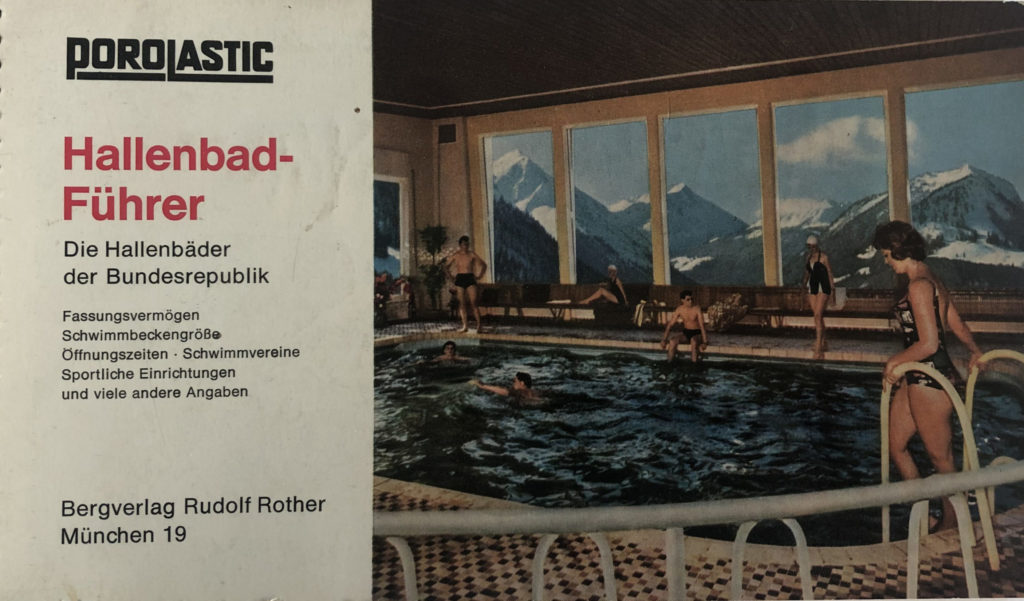 POROLASTIC
Hallenbad-
Führer
Die Hallenbäder
der Bundesrepublik
Fassungsvermögen
Schwimmbeckengröße
Öffnungszeiten · Schwimmvereine
Sportliche Einrichtungen
und viele andere Angaben
Bergverlag Rudolf Rother
München 19